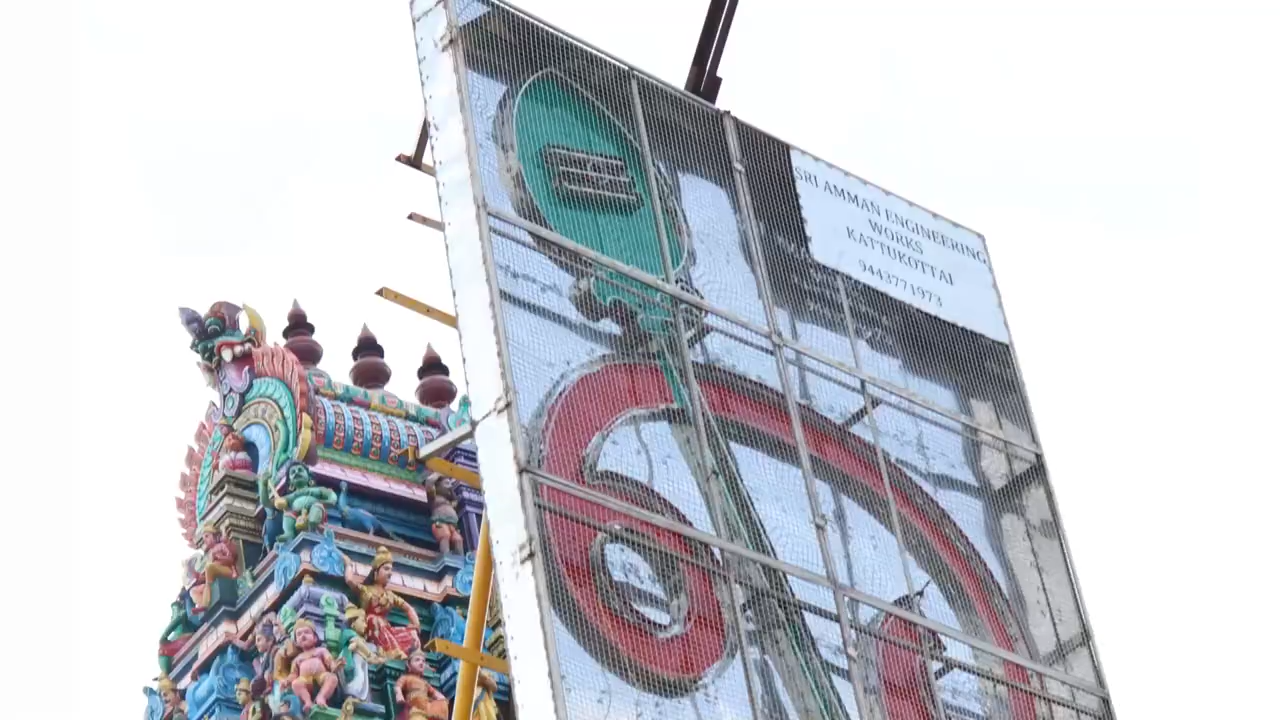 SRI AMMAN ENGINEERING
WORKS
KATTUKOTTAI
9443771973